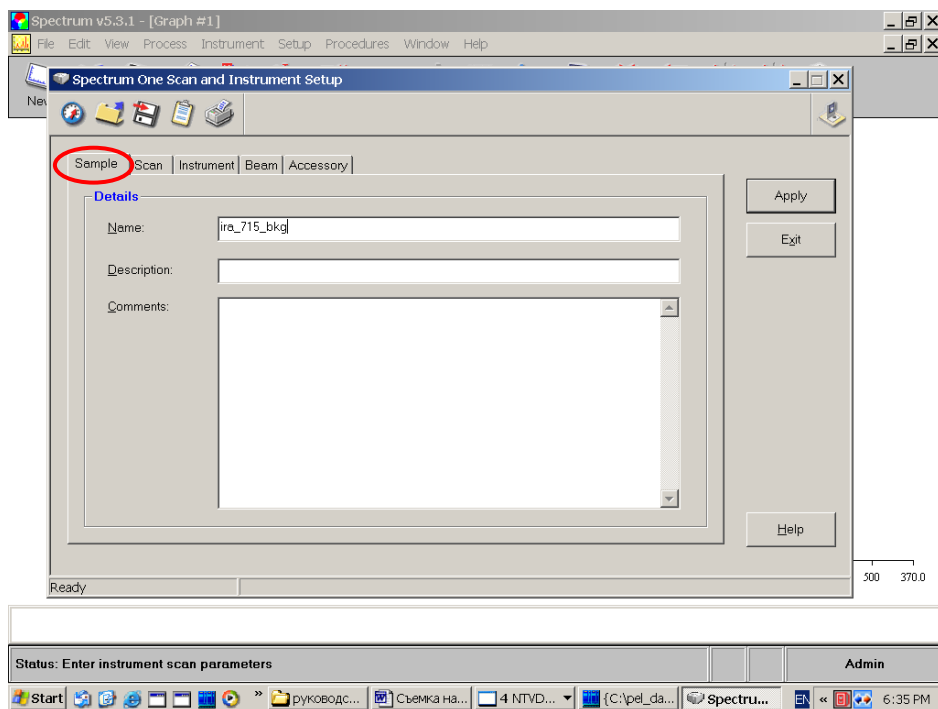 Spectrum v5.3.1 - [Graph #1]
File Edit View Process Instrument Setup Procedures Window Help
Spectrum One Scan and Instrument Setup
Sample Scan Instrument Beam Accessory
Details
Name: ira_715_bkg
Description:
Comments:
Apply
Exit
Help
Ready
500 370.0
Status: Enter instrument scan parameters Admin
Start » руководс... Съемка на... 4 NTVD... {C:\pel_da... Spectru... EN « 6:35 PM